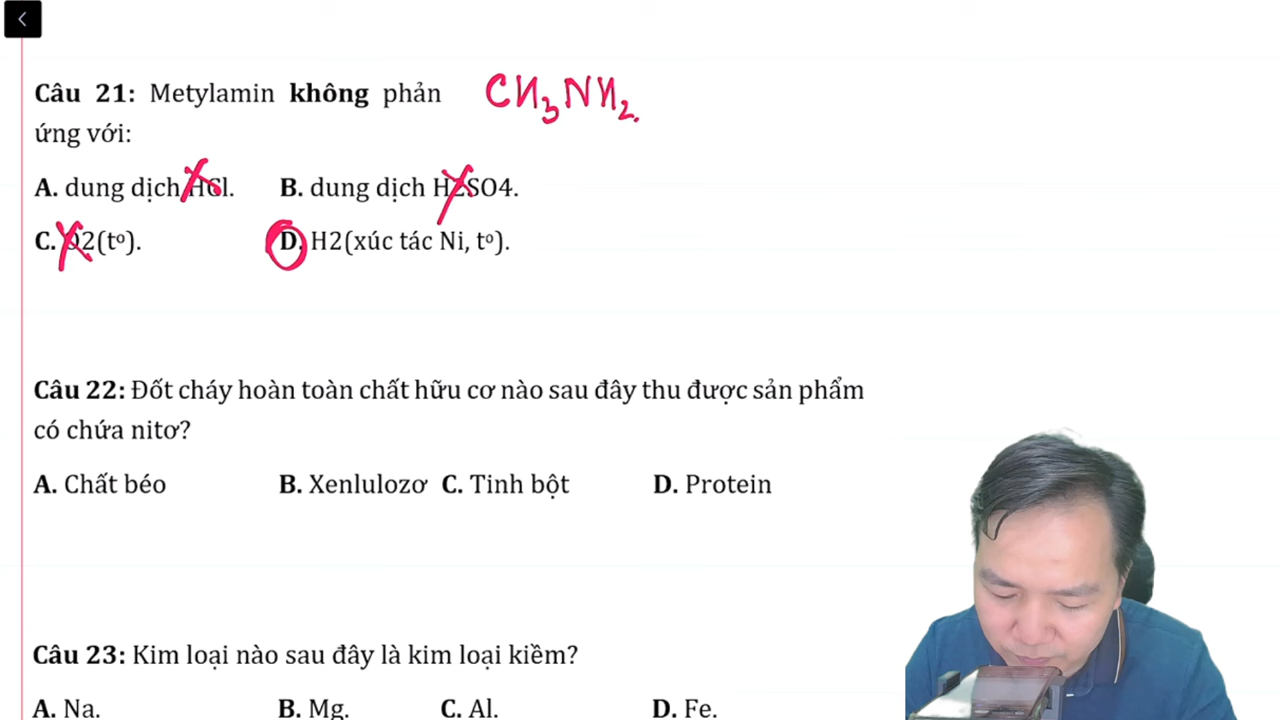 Câu 21: Metylamin không phản CH3NH2.
ứng với:
A. dung dịch HCl. B. dung dịch H2SO4.
C. O2(tº). D. H2(xúc tác Ni, tº).
Câu 22: Đốt cháy hoàn toàn chất hữu cơ nào sau đây thu được sản phẩm
có chứa nitơ?
A. Chất béo B. Xenlulozơ C. Tinh bột D. Protein
Câu 23: Kim loại nào sau đây là kim loại kiềm?
A. Na. B. Mg. C. Al. D. Fe.